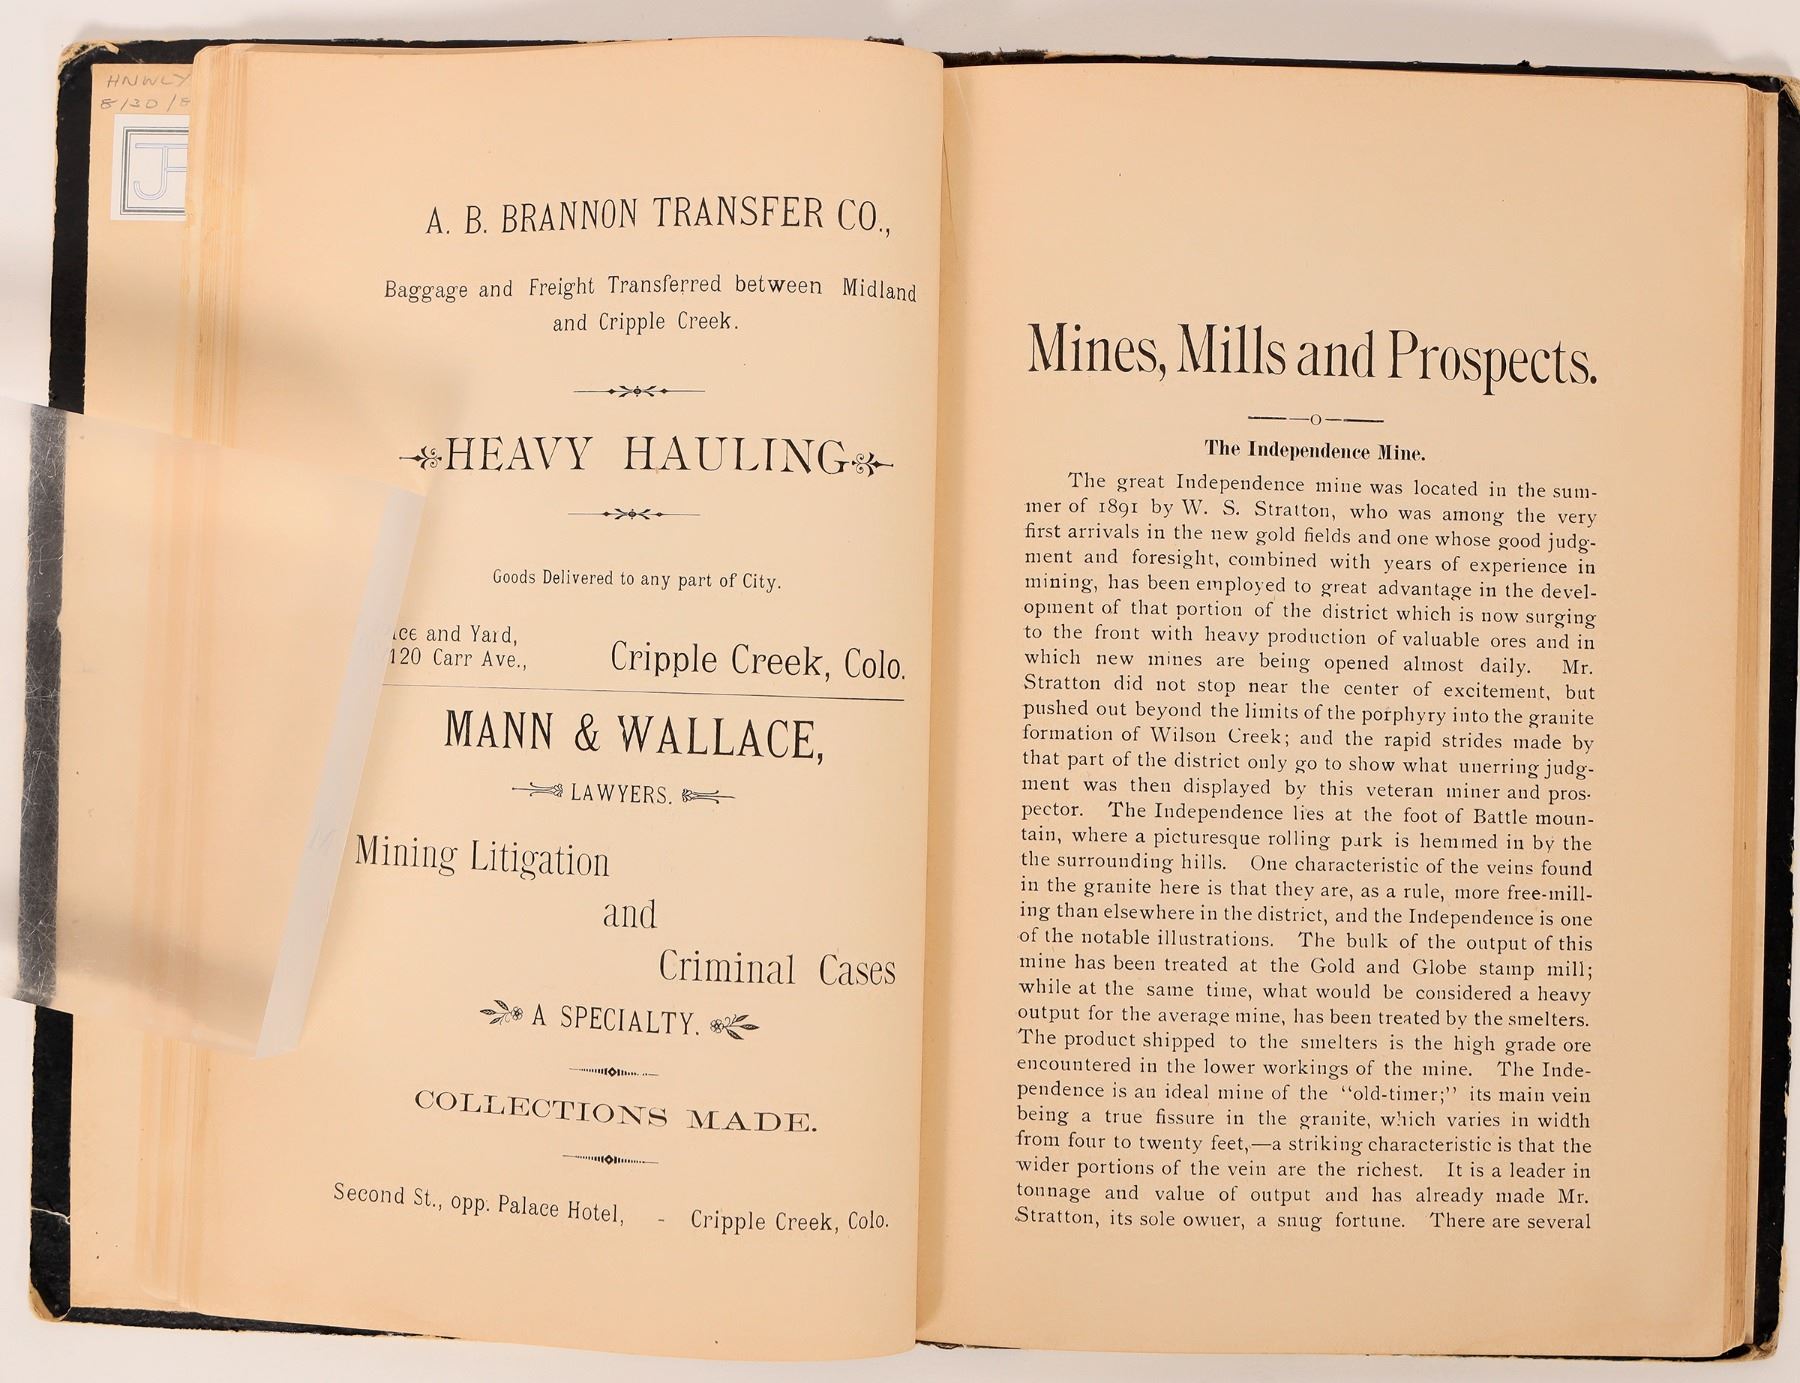 HNWLY
8/30/8
JH
A. B. BRANNON TRANSFER CO.,
Baggage and Freight Transferred between Midland
and Cripple Creek.
HEAVY HAULING
Goods Delivered to any part of City.
ice and Yard,
120 Carr Ave.,
Cripple Creek, Colo.
MANN & WALLACE,
LAWYERS.
Mining Litigation
and
Criminal Cases
A SPECIALTY.
COLLECTIONS MADE.
Second St., opp. Palace Hotel, - Cripple Creek, Colo.
Mines, Mills and Prospects.
The Independence Mine.
The great Independence mine was located in the sum-
mer of 1891 by W. S. Stratton, who was among the very
first arrivals in the new gold fields and one whose good judg-
ment and foresight, combined with years of experience in
mining, has been employed to great advantage in the devel-
opment of that portion of the district which is now surging
to the front with heavy production of valuable ores and in
which new mines are being opened almost daily. Mr.
Stratton did not stop near the center of excitement, but
pushed out beyond the limits of the porphyry into the granite
formation of Wilson Creek; and the rapid strides made by
that part of the district only go to show what unerring judg-
ment was then displayed by this veteran miner and pros-
pector. The Independence lies at the foot of Battle moun-
tain, where a picturesque rolling park is hemmed in by the
the surrounding hills. One characteristic of the veins found
in the granite here is that they are, as a rule, more free-mill-
ing than elsewhere in the district, and the Independence is one
of the notable illustrations. The bulk of the output of this
mine has been treated at the Gold and Globe stamp mill;
while at the same time, what would be considered a heavy
output for the average mine, has been treated by the smelters.
The product shipped to the smelters is the high grade ore
encountered in the lower workings of the mine. The Inde-
pendence is an ideal mine of the "old-timer;" its main vein
being a true fissure in the granite, which varies in width
from four to twenty feet,—a striking characteristic is that the
wider portions of the vein are the richest. It is a leader in
tonnage and value of output and has already made Mr.
Stratton, its sole owner, a snug fortune. There are several